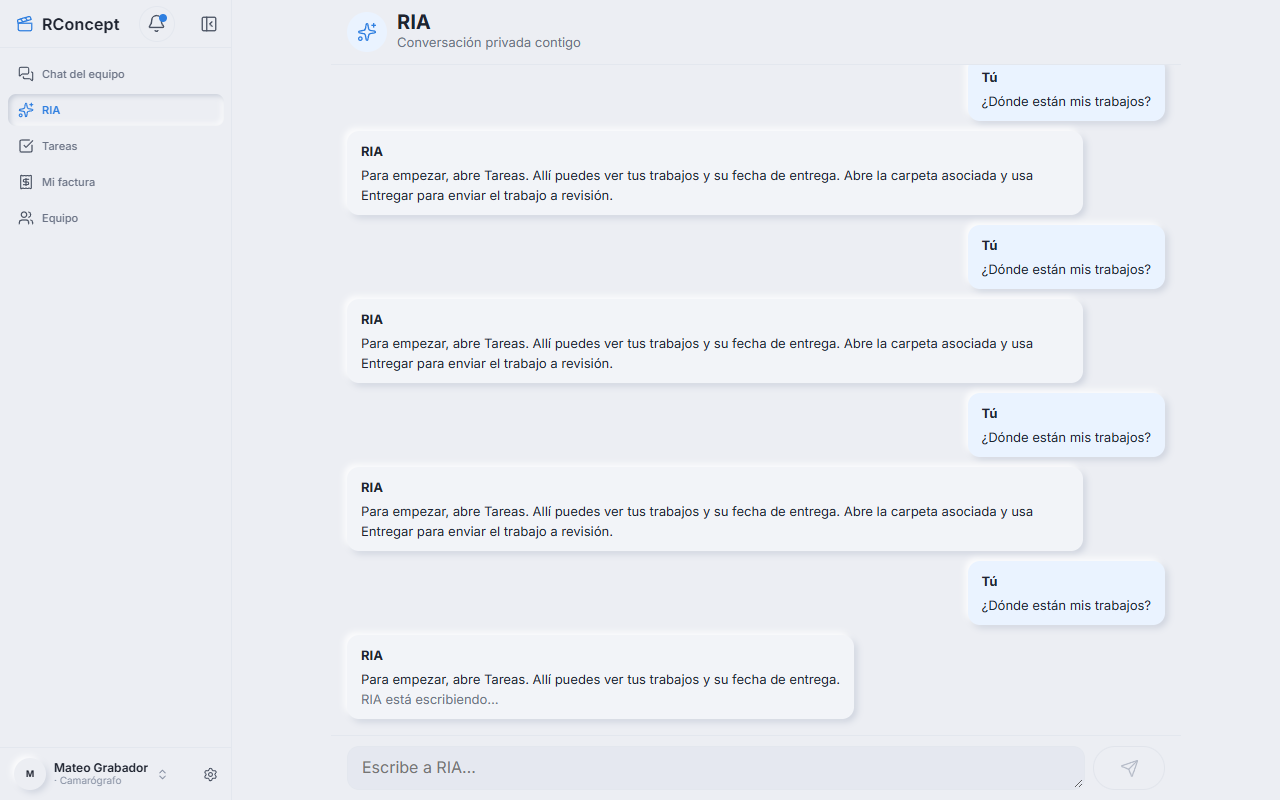 RConcept
Chat del equipo
RIA
Tareas
Mi factura
Equipo
M
Mateo Grabador
· Camarógrafo
RIA
Conversación privada contigo
Tú
¿Dónde están mis trabajos?
RIA
Para empezar, abre Tareas. Allí puedes ver tus trabajos y su fecha de entrega. Abre la carpeta asociada y usa
Entregar para enviar el trabajo a revisión.
Tú
¿Dónde están mis trabajos?
RIA
Para empezar, abre Tareas. Allí puedes ver tus trabajos y su fecha de entrega. Abre la carpeta asociada y usa
Entregar para enviar el trabajo a revisión.
Tú
¿Dónde están mis trabajos?
RIA
Para empezar, abre Tareas. Allí puedes ver tus trabajos y su fecha de entrega. Abre la carpeta asociada y usa
Entregar para enviar el trabajo a revisión.
Tú
¿Dónde están mis trabajos?
RIA
Para empezar, abre Tareas. Allí puedes ver tus trabajos y su fecha de entrega.
RIA está escribiendo...
Escribe a RIA...